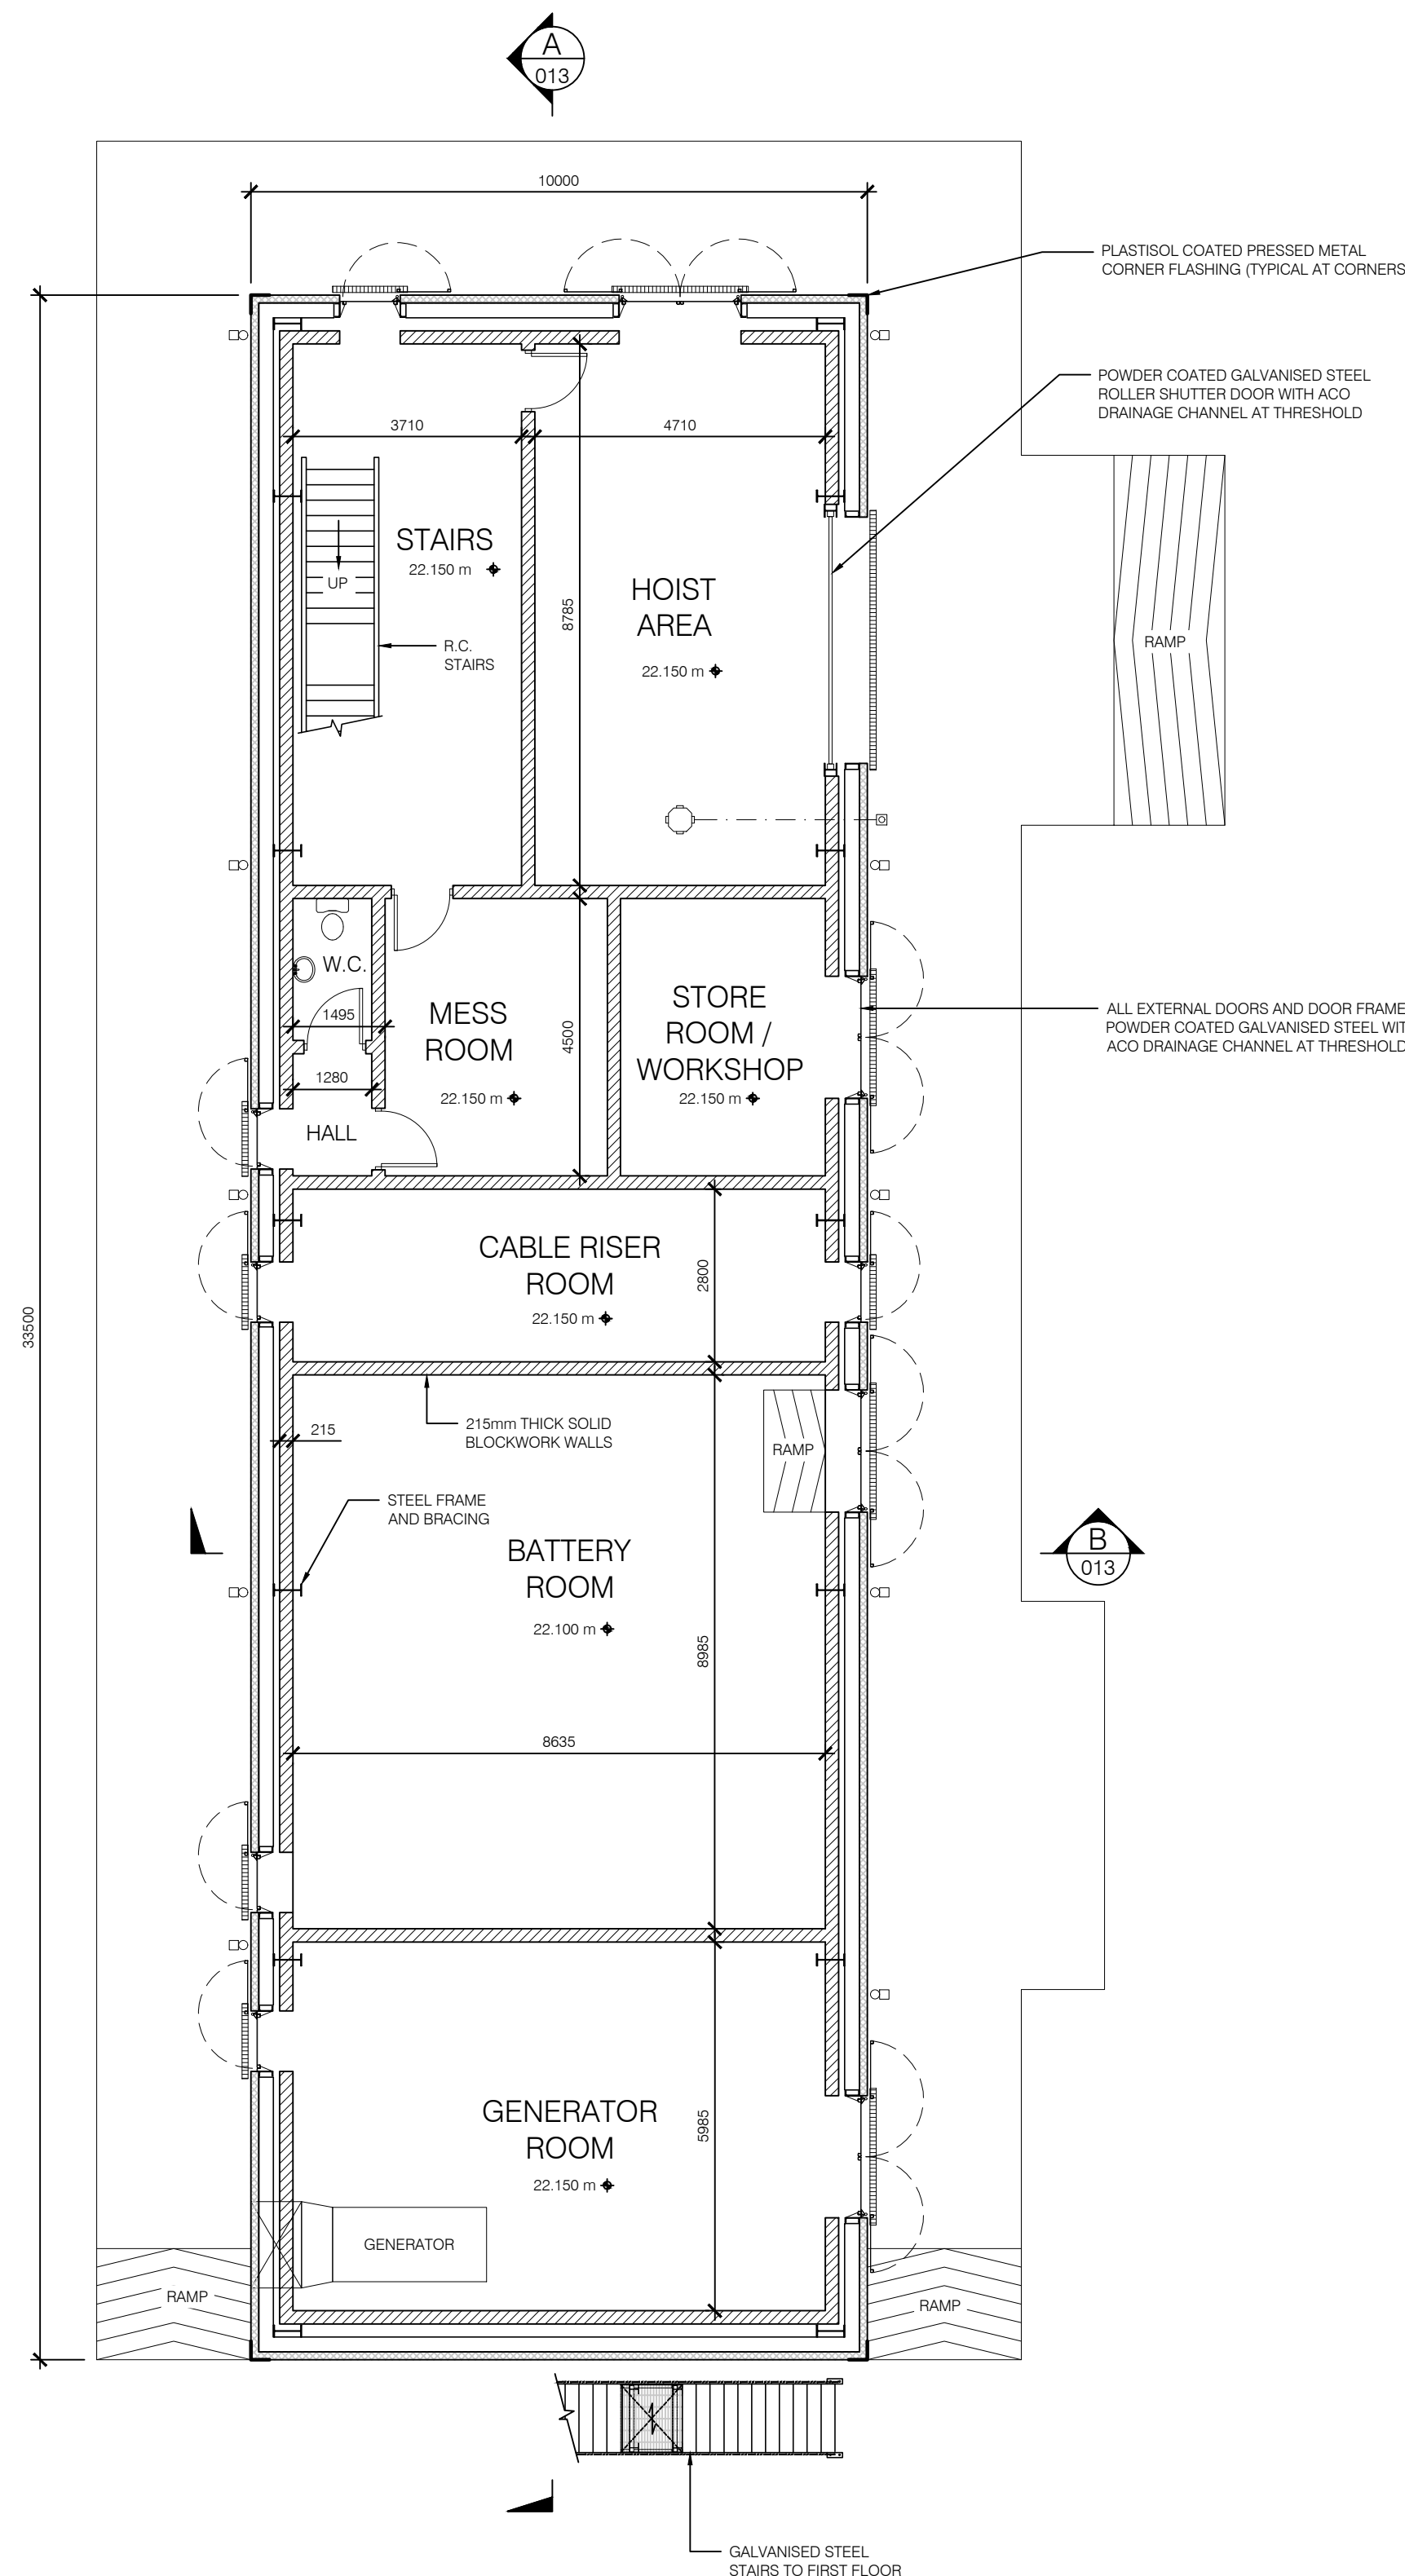 A
013
10000
PLASTISOL COATED PRESSED METAL
CORNER FLASHING (TYPICAL AT CORNERS
POWDER COATED GALVANISED STEEL
ROLLER SHUTTER DOOR WITH ACO
DRAINAGE CHANNEL AT THRESHOLD
3710
4710
STAIRS
22.150 m
UP
HOIST
AREA
8785
R.C.
STAIRS
22.150 m
RAMP
W.C.
1495
1280
HALL
MESS
ROOM
22.150 m
4500
STORE
ROOM /
WORKSHOP
22.150 m
ALL EXTERNAL DOORS AND DOOR FRAME
POWDER COATED GALVANISED STEEL WIT
ACO DRAINAGE CHANNEL AT THRESHOLD
CABLE RISER
ROOM
22.150 m
2800
33500
215
215mm THICK SOLID
BLOCKWORK WALLS
RAMP
STEEL FRAME
AND BRACING
BATTERY
ROOM
22.100 m
B
013
8985
8635
GENERATOR
ROOM
22.150 m
5985
GENERATOR
RAMP
RAMP
GALVANISED STEEL
STAIRS TO FIRST FLOOR